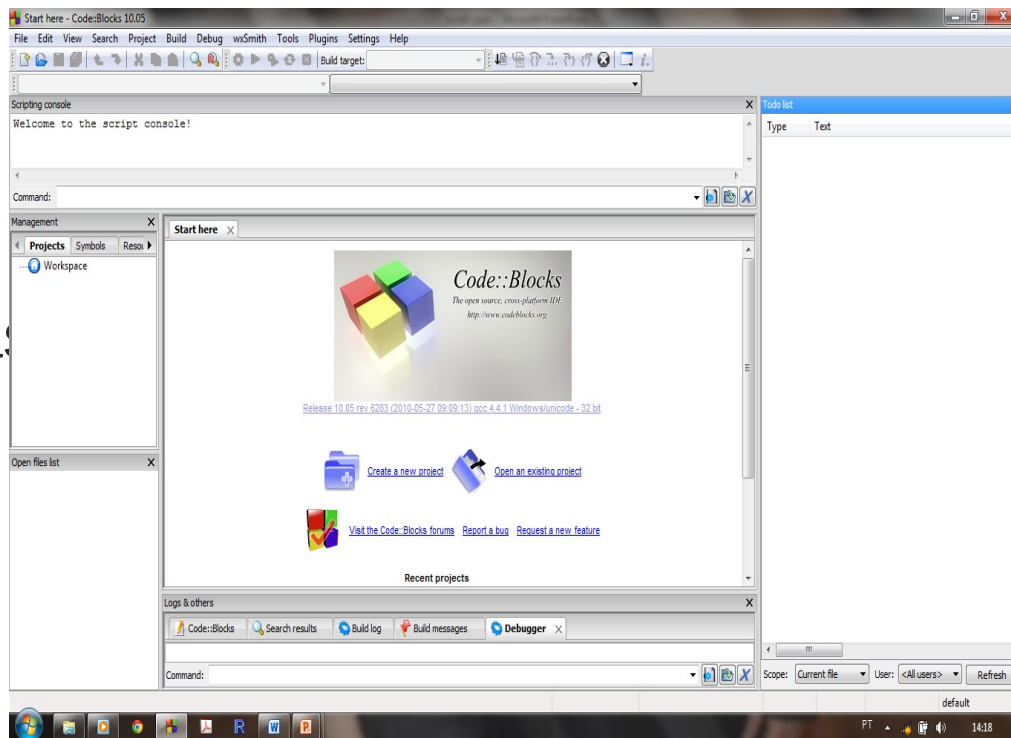 Start here - Code::Blocks 10.05
File Edit View Search Project Build Debug wxSmith Tools Plugins Settings Help
Build target:
Scripting console
Welcome to the script console!
Command:
Todo list
Type Text
Management
Projects Symbols
Workspace
Open files list
Start here
Code::Blocks
The open source, cross-platform IDE
http://www.codeblocks.org
Release 10.05 rev 6283 (2010-05-27 09:09:13) gcc 4.4.1 Windows/unicode - 32 bit
Create a new project Open an existing project
Visit the Code::Blocks forums Report a bug Request a new feature
Recent projects
Logs & others
Code::Blocks Search results Build log Build messages Debugger
Command:
Scope: Current file User: <All users> Refresh
default
PT 14:18